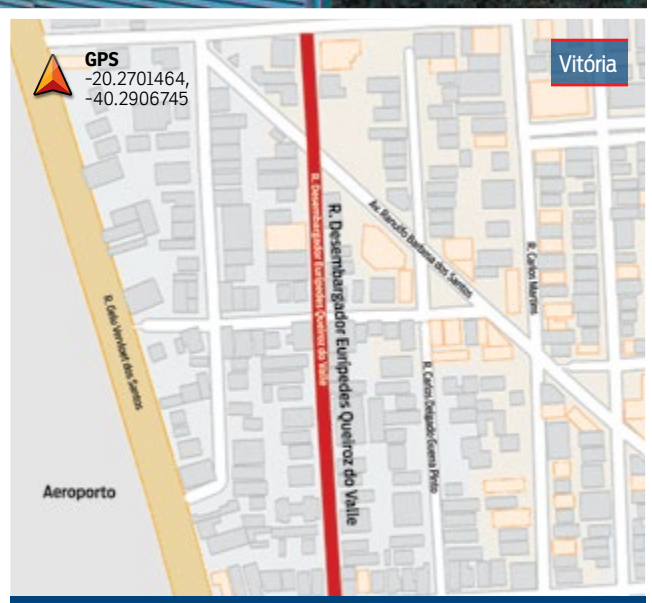 GPS
-20.2701464,
-40.2906745
Vitória
R. Desembargador Eurípedes Queiroz do Valle
R. Desembargador Eurípedes Queiroz do Valle
Av. Ranulfo Barbosa dos Santos
R. Carlos Martins
R. Célio Vervloet dos Santos
R. Carlos Delgado Guerra Pinto
Aeroporto